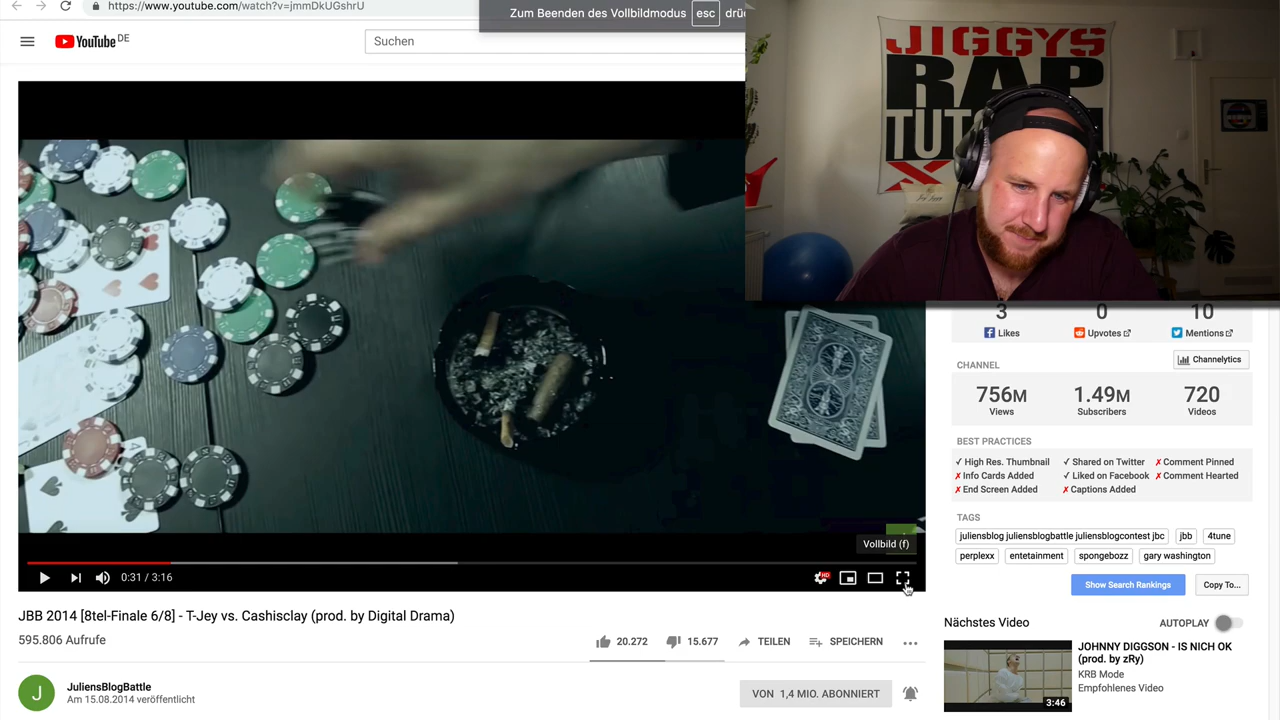 https://www.youtube.com/watch?v=jmmDkUGshrU
Zum Beenden des Vollbildmodus esc drü
YouTube DE
Suchen
JIGGYS
RAP
TUTO
3 0 10
Likes Upvotes Mentions
CHANNEL Channelytics
756M 1.49M 720
Views Subscribers Videos
BEST PRACTICES
✓ High Res. Thumbnail ✓ Shared on Twitter ✗ Comment Pinned
✗ Info Cards Added ✓ Liked on Facebook ✗ Comment Hearted
✗ End Screen Added ✗ Captions Added
TAGS
juliensblog juliensblogbattle juliensblogcontest jbc jbb 4tune
perplexx entetainment spongebozz gary washington
Show Search Rankings Copy To...
Vollbild (f)
0:31 / 3:16
HD
JBB 2014 [8tel-Finale 6/8] - T-Jey vs. Cashisclay (prod. by Digital Drama)
595.806 Aufrufe
20.272 15.677 TEILEN SPEICHERN
J
JuliensBlogBattle
Am 15.08.2014 veröffentlicht
VON 1,4 MIO. ABONNIERT
Nächstes Video AUTOPLAY
JOHNNY DIGGSON - IS NICH OK
(prod. by zRy)
KRB Mode
Empfohlenes Video
3:46